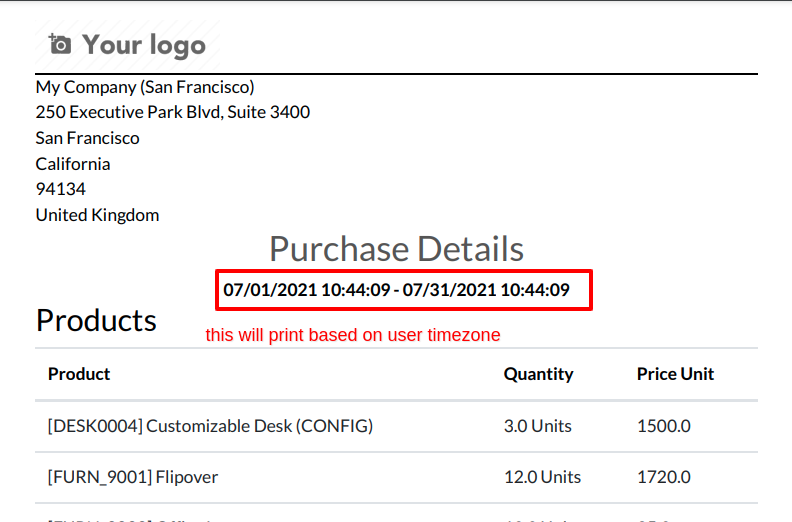 Your logo
My Company (San Francisco)
250 Executive Park Blvd, Suite 3400
San Francisco
California
94134
United Kingdom
Purchase Details
07/01/2021 10:44:09 - 07/31/2021 10:44:09
Products
this will print based on user timezone
Product Quantity Price Unit
[DESK0004] Customizable Desk (CONFIG) 3.0 Units 1500.0
[FURN_9001] Flipover 12.0 Units 1720.0